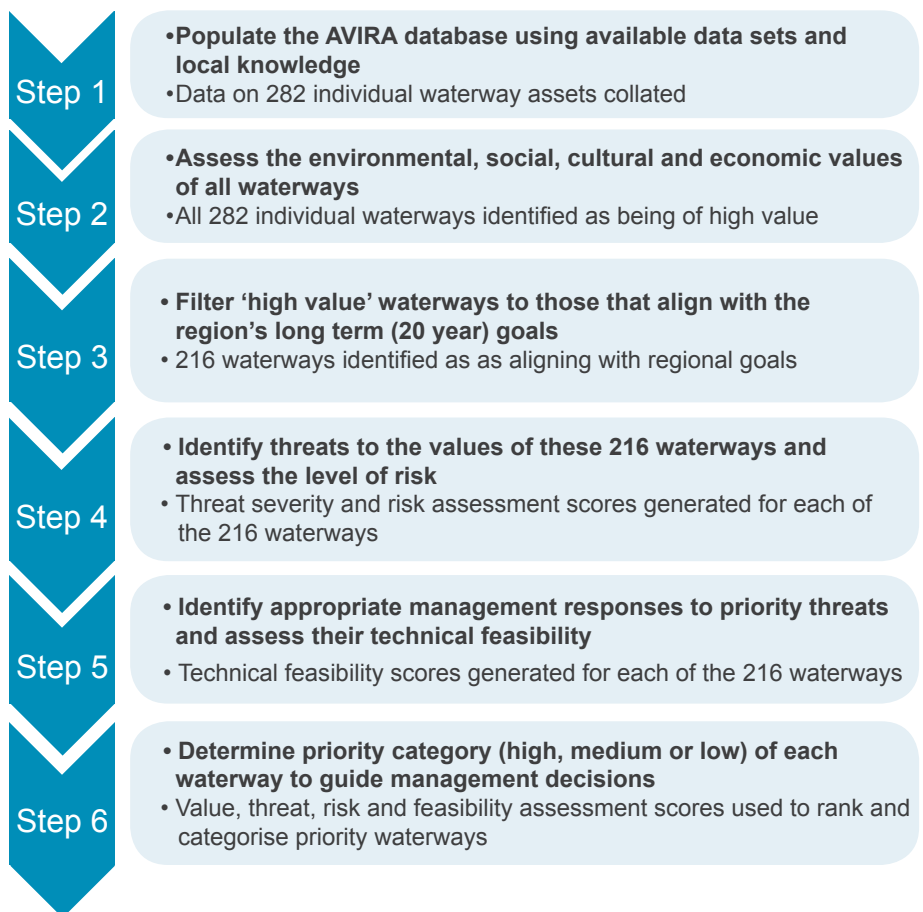 Step 1
•Populate the AVIRA database using available data sets and
local knowledge
•Data on 282 individual waterway assets collated
Step 2
•Assess the environmental, social, cultural and economic values
of all waterways
•All 282 individual waterways identified as being of high value
Step 3
• Filter ‘high value’ waterways to those that align with the
region’s long term (20 year) goals
• 216 waterways identified as as aligning with regional goals
Step 4
• Identify threats to the values of these 216 waterways and
assess the level of risk
• Threat severity and risk assessment scores generated for each of
the 216 waterways
Step 5
• Identify appropriate management responses to priority threats
and assess their technical feasibility
• Technical feasibility scores generated for each of the 216 waterways
Step 6
• Determine priority category (high, medium or low) of each
waterway to guide management decisions
• Value, threat, risk and feasibility assessment scores used to rank and
categorise priority waterways